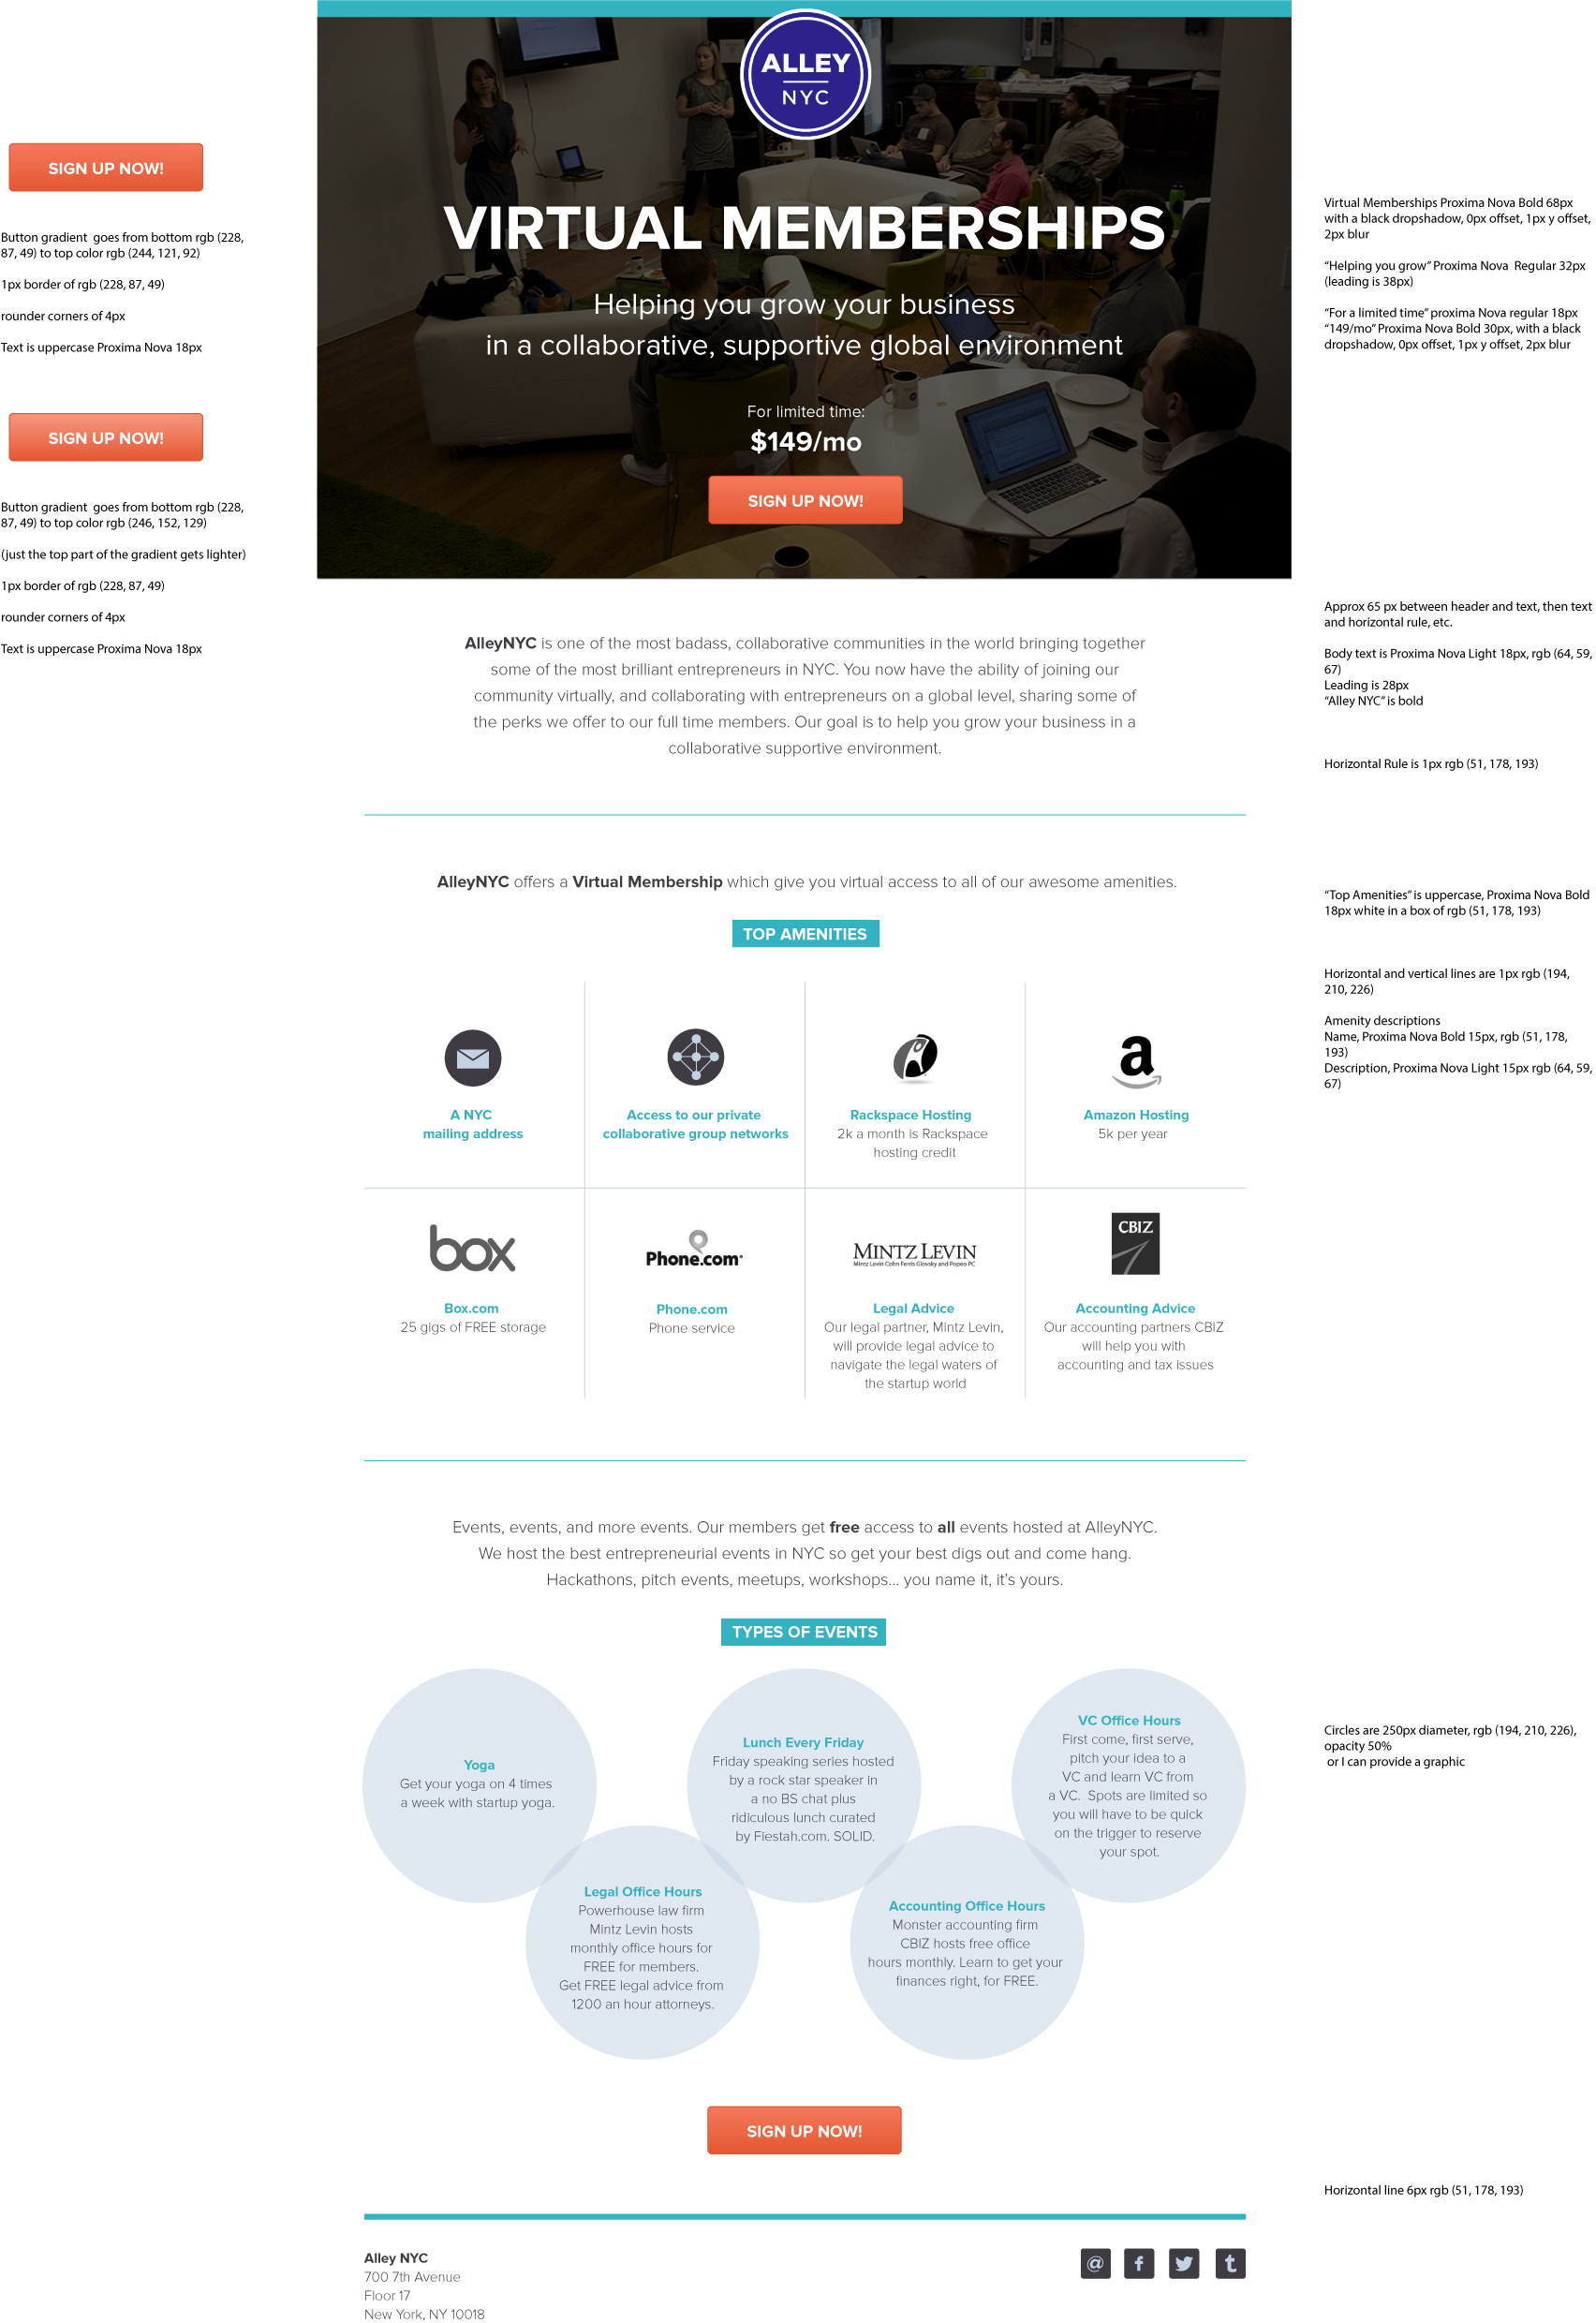 ALLEY
NYC
VIRTUAL MEMBERSHIPS
Helping you grow your business
in a collaborative, supportive global environment
For limited time:
$149/mo
SIGN UP NOW!
SIGN UP NOW!
Button gradient  goes from bottom rgb (228,
87, 49) to top color rgb (244, 121, 92)
1px border of rgb (228, 87, 49)
rounder corners of 4px
Text is uppercase Proxima Nova 18px
SIGN UP NOW!
Button gradient  goes from bottom rgb (228,
87, 49) to top color rgb (246, 152, 129)
(just the top part of the gradient gets lighter)
1px border of rgb (228, 87, 49)
rounder corners of 4px
Text is uppercase Proxima Nova 18px
Virtual Memberships Proxima Nova Bold 68px
with a black dropshadow, 0px offset, 1px y offset,
2px blur
“Helping you grow” Proxima Nova  Regular 32px
(leading is 38px)
“For a limited time” proxima Nova regular 18px
“149/mo” Proxima Nova Bold 30px, with a black
dropshadow, 0px offset, 1px y offset, 2px blur
AlleyNYC is one of the most badass, collaborative communities in the world bringing together
some of the most brilliant entrepreneurs in NYC. You now have the ability of joining our
community virtually, and collaborating with entrepreneurs on a global level, sharing some of
the perks we offer to our full time members. Our goal is to help you grow your business in a
collaborative supportive environment.
Approx 65 px between header and text, then text
and horizontal rule, etc.
Body text is Proxima Nova Light 18px, rgb (64, 59,
67)
Leading is 28px
“Alley NYC” is bold
Horizontal Rule is 1px rgb (51, 178, 193)
AlleyNYC offers a Virtual Membership which give you virtual access to all of our awesome amenities.
TOP AMENITIES
“Top Amenities” is uppercase, Proxima Nova Bold
18px white in a box of rgb (51, 178, 193)
Horizontal and vertical lines are 1px rgb (194,
210, 226)
Amenity descriptions
Name, Proxima Nova Bold 15px, rgb (51, 178,
193)
Description, Proxima Nova Light 15px rgb (64, 59,
67)
A NYC
mailing address
Access to our private
collaborative group networks
Rackspace Hosting
2k a month is Rackspace
hosting credit
a
Amazon Hosting
5k per year
box
Box.com
25 gigs of FREE storage
Phone.com
Phone.com
Phone service
MINTZ LEVIN
Mintz Levin Cohn Ferris Glovsky and Popeo PC
Legal Advice
Our legal partner, Mintz Levin,
will provide legal advice to
navigate the legal waters of
the startup world
CBIZ
Accounting Advice
Our accounting partners CBIZ
will help you with
accounting and tax issues
Events, events, and more events. Our members get free access to all events hosted at AlleyNYC.
We host the best entrepreneurial events in NYC so get your best digs out and come hang.
Hackathons, pitch events, meetups, workshops... you name it, it’s yours.
TYPES OF EVENTS
Yoga
Get your yoga on 4 times
a week with startup yoga.
Lunch Every Friday
Friday speaking series hosted
by a rock star speaker in
a no BS chat plus
ridiculous lunch curated
by Fiestah.com. SOLID.
VC Office Hours
First come, first serve,
pitch your idea to a
VC and learn VC from
a VC.  Spots are limited so
you will have to be quick
on the trigger to reserve
your spot.
Legal Office Hours
Powerhouse law firm
Mintz Levin hosts
monthly office hours for
FREE for members.
Get FREE legal advice from
1200 an hour attorneys.
Accounting Office Hours
Monster accounting firm
CBIZ hosts free office
hours monthly. Learn to get your
finances right, for FREE.
Circles are 250px diameter, rgb (194, 210, 226),
opacity 50%
or I can provide a graphic
SIGN UP NOW!
Horizontal line 6px rgb (51, 178, 193)
Alley NYC
700 7th Avenue
Floor 17
New York, NY 10018
@ f t